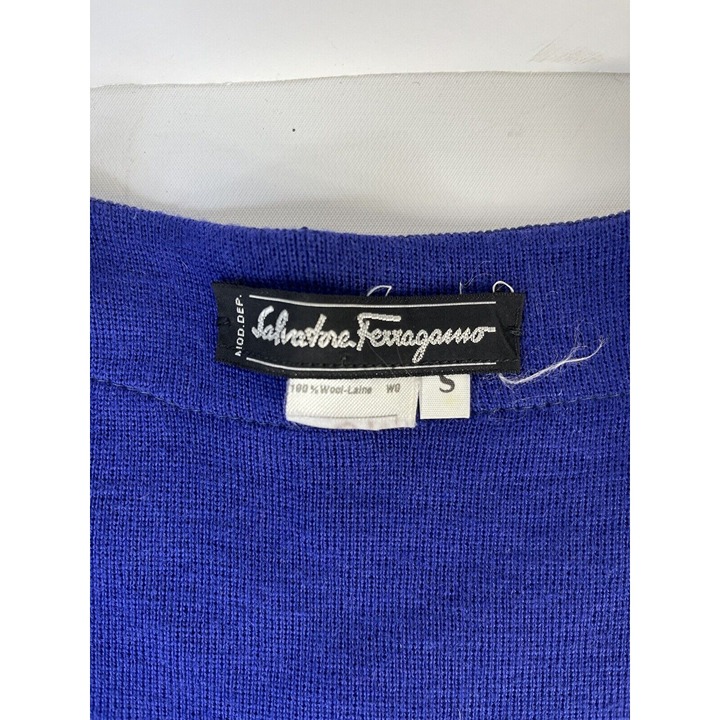 MOD. DEP.
Salvatore Ferragamo
100% Wool-Laine WO
S